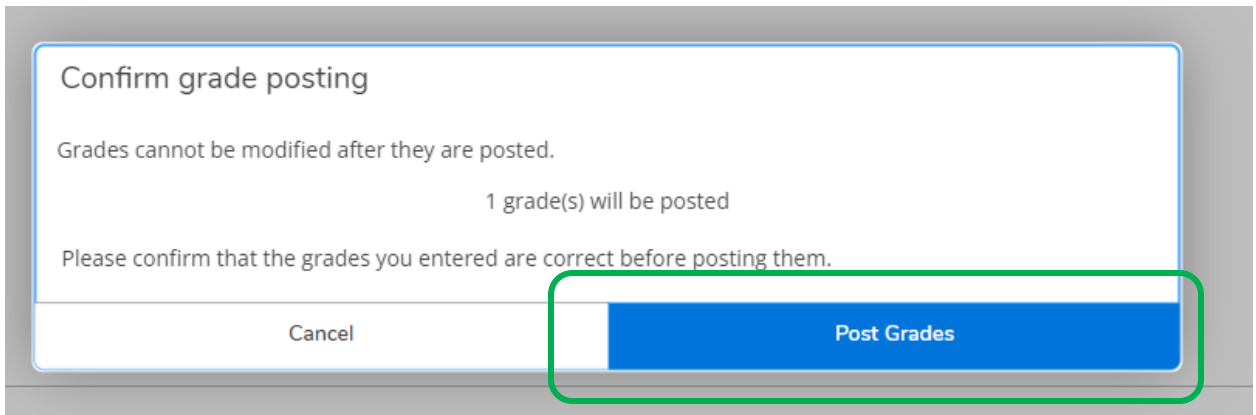 Confirm grade posting
Grades cannot be modified after they are posted.
1 grade(s) will be posted
Please confirm that the grades you entered are correct before posting them.
Cancel
Post Grades